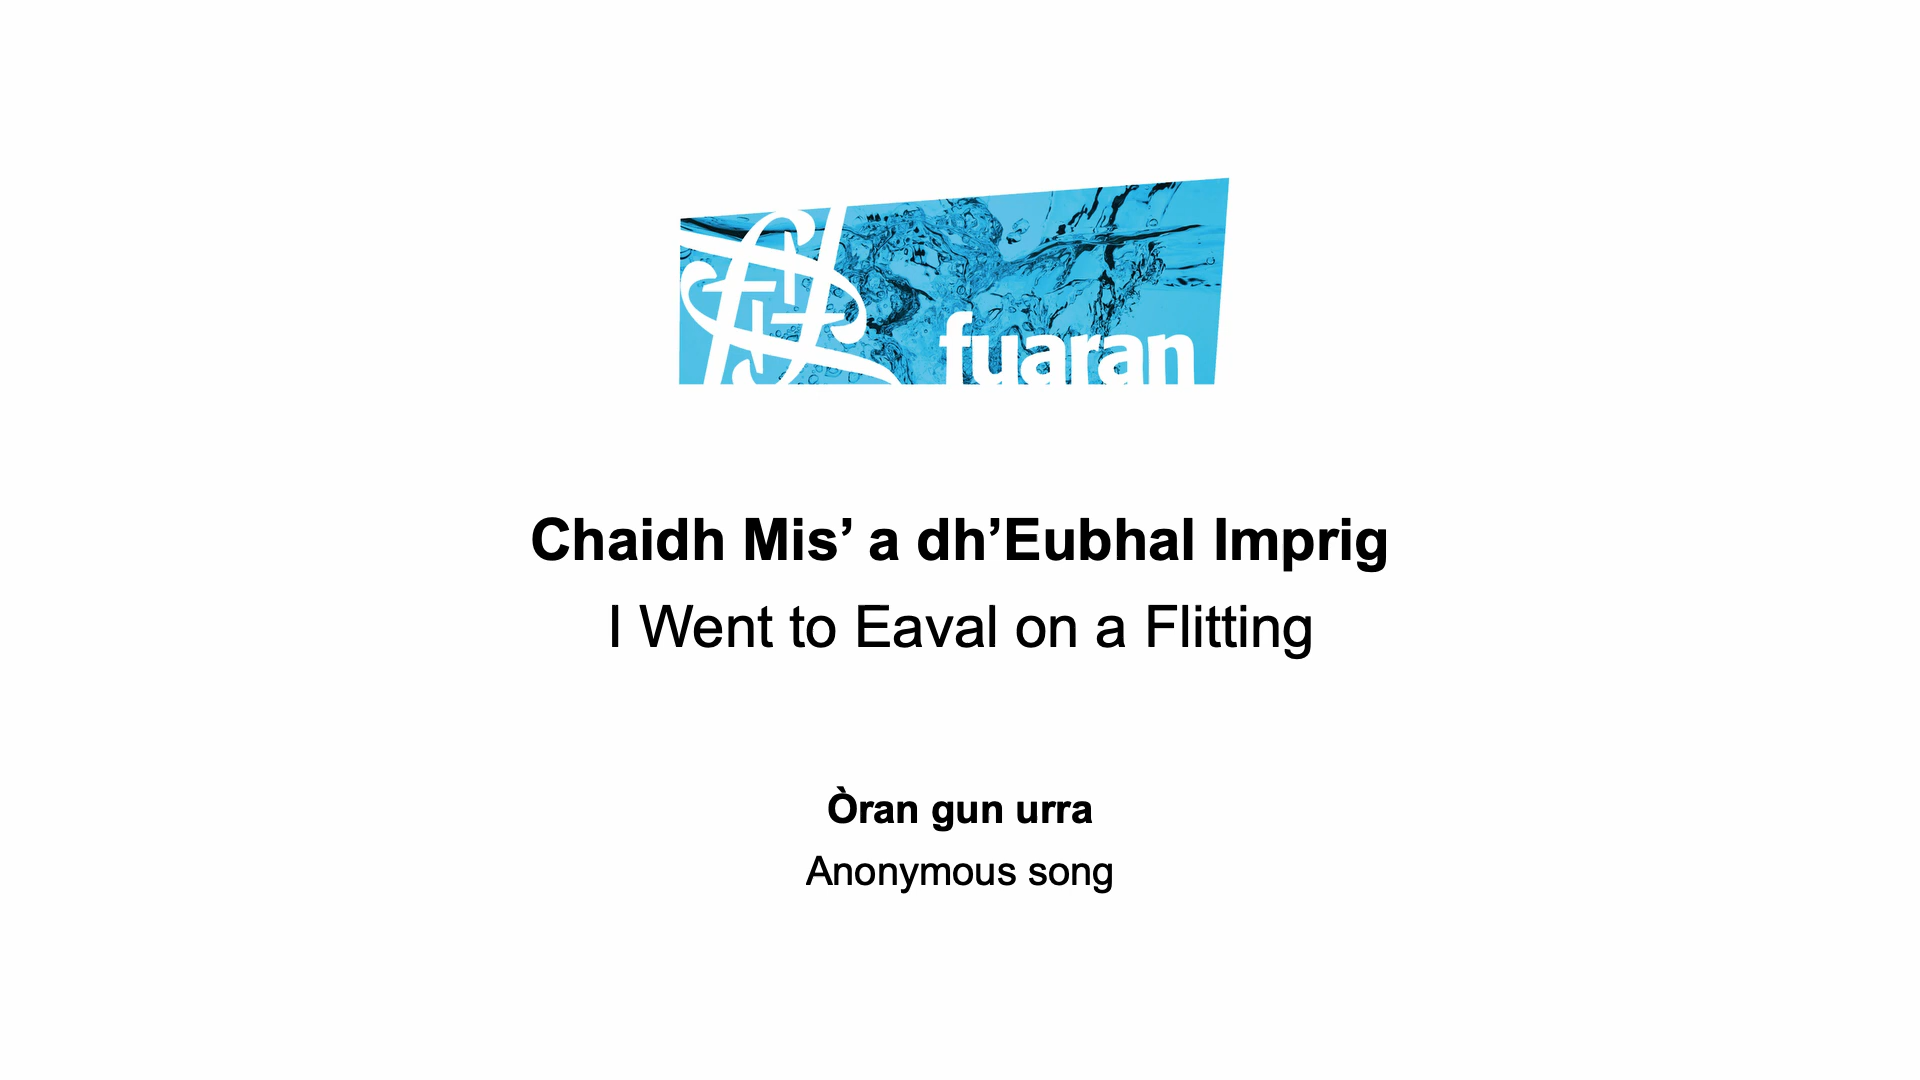 fuaran
Chaidh Mis’ a dh’Eubhal Imprig
I Went to Eaval on a Flitting
Òran gun urra
Anonymous song